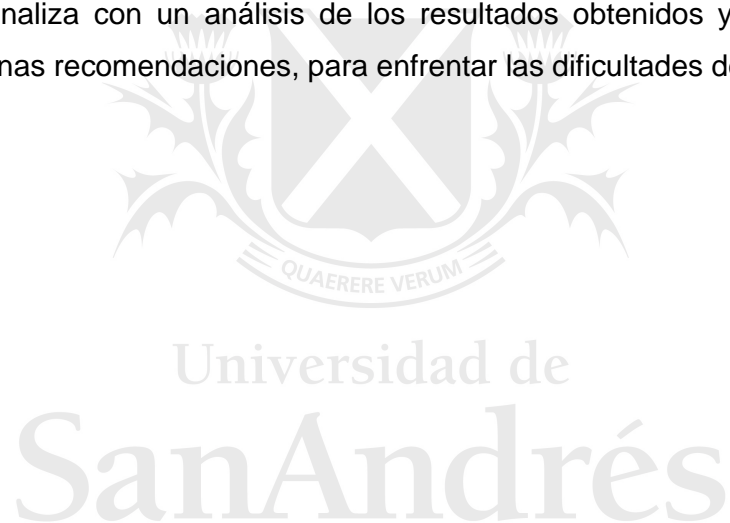 naliza con un análisis de los resultados obtenidos y
nas recomendaciones, para enfrentar las dificultades de
QUAERERE VERUM
Universidad de
SanAndrés